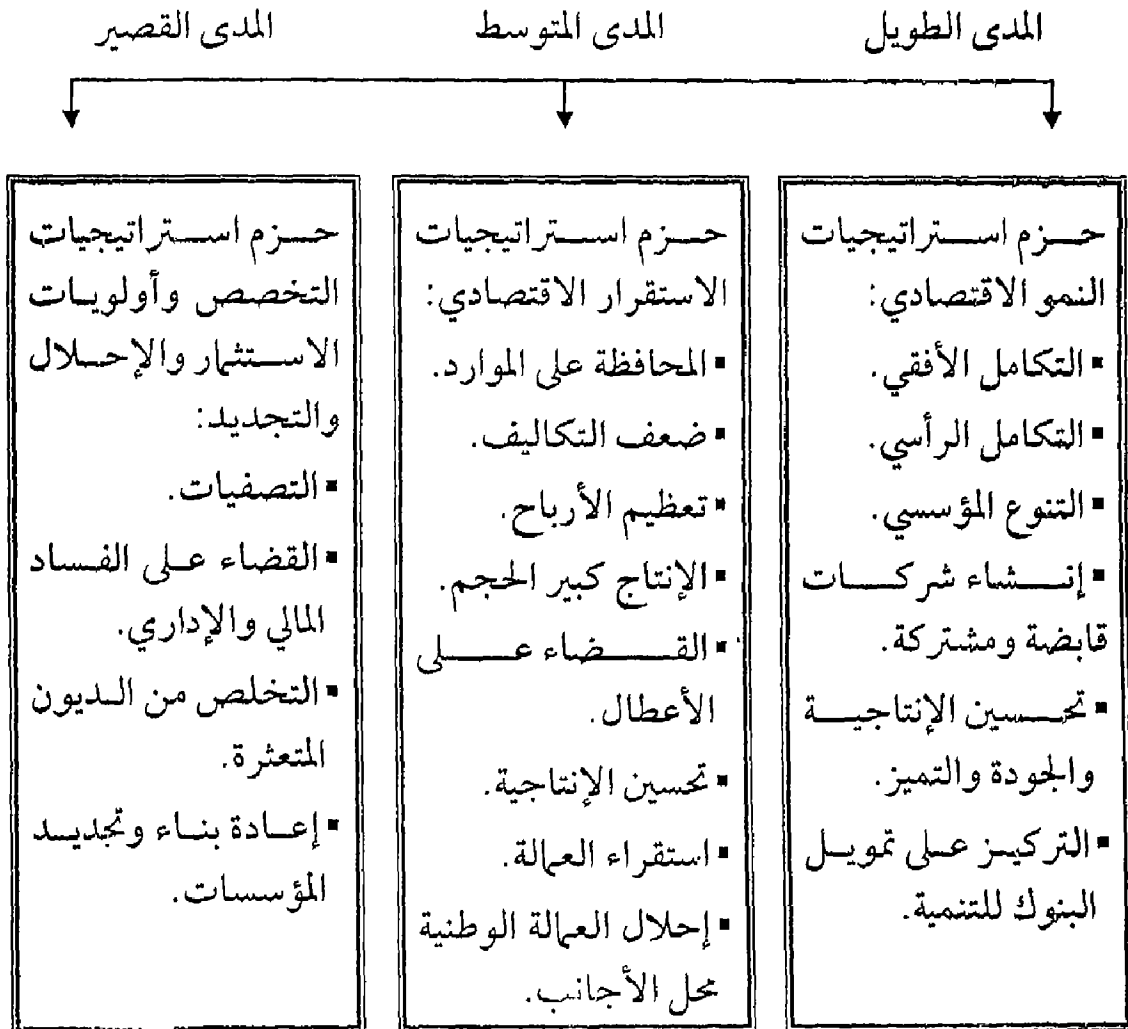 المدى الطويل المدى المتوسط المدى القصير
حزم استراتيجيات
النمو الاقتصادي:
▪ التكامل الأفقي.
▪ التكامل الرأسي.
▪ التنوع المؤسسي.
▪ إنشاء شركات
قابضة ومشتركة.
▪ تحسين الإنتاجية
والجودة والتميز.
▪ التركيز على تمويل
البنوك للتنمية.
حزم استراتيجيات
الاستقرار الاقتصادي:
▪ المحافظة على الموارد.
▪ ضعف التكاليف.
▪ تعظيم الأرباح.
▪ الإنتاج كبير الحجم.
▪ القضاء على
الأعطال.
▪ تحسين الإنتاجية.
▪ استقراء العمالة.
▪ إحلال العمالة الوطنية
محل الأجانب.
حزم استراتيجيات
التخصص وأولويات
الاستثمار والإحلال
والتجديد:
▪ التصفيات.
▪ القضاء على الفساد
المالي والإداري.
▪ التخلص من الديون
المتعثرة.
▪ إعادة بناء وتجديد
المؤسسات.